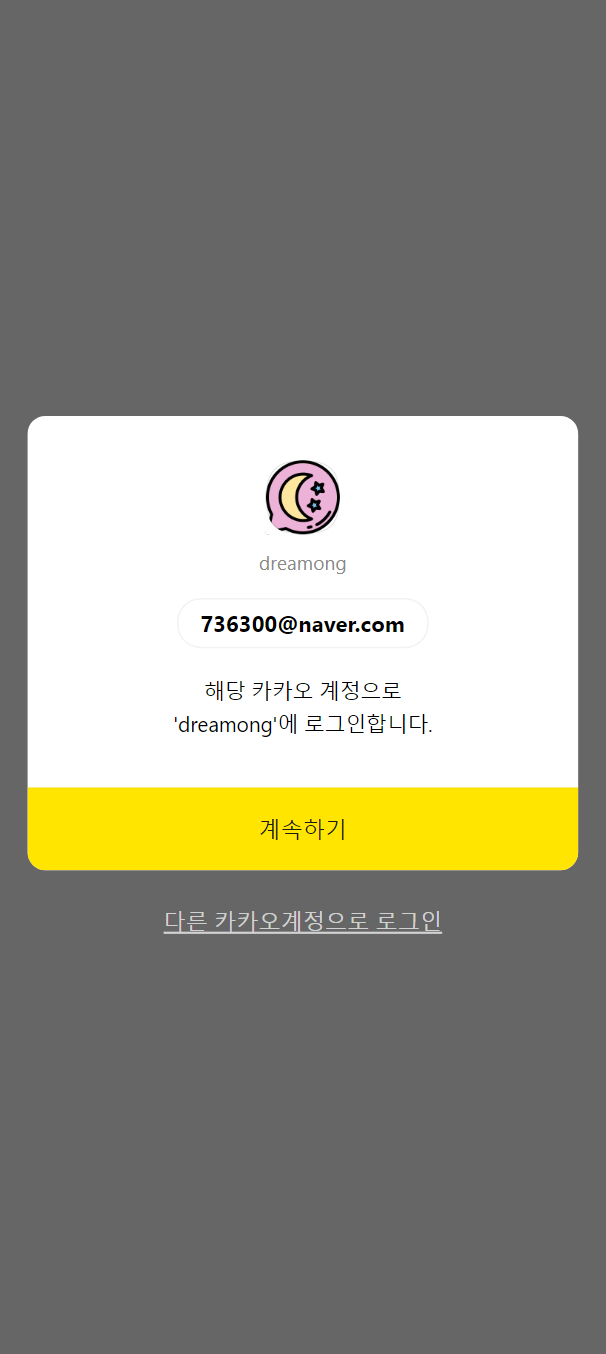 dreamong
736300@naver.com
해당 카카오 계정으로
'dreamong'에 로그인합니다.
계속하기
다른 카카오계정으로 로그인